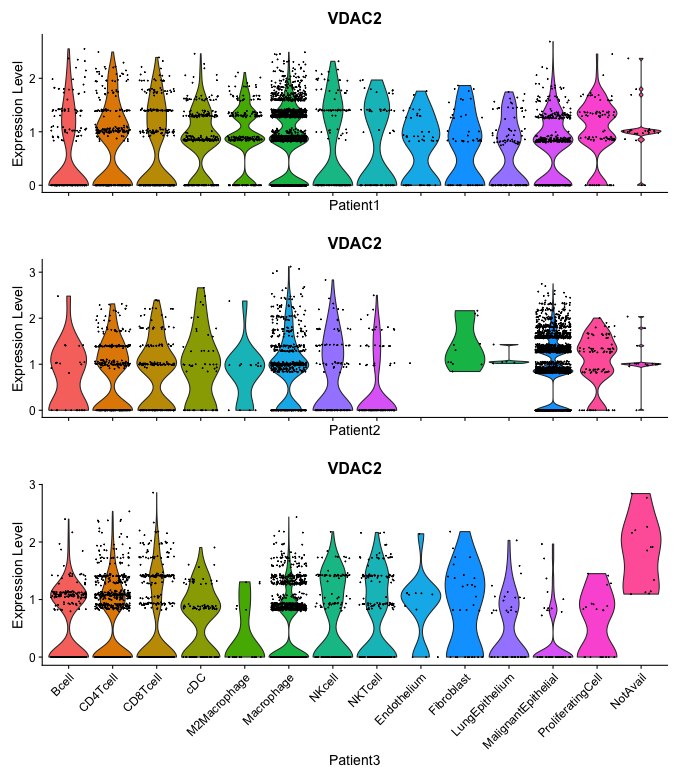 VDAC2
Expression Level
2
1
0
Patient1
VDAC2
Expression Level
3
2
1
0
Patient2
VDAC2
Expression Level
3
2
1
0
Bcell
CD4Tcell
CD8Tcell
cDC
M2Macrophage
Macrophage
NKcell
NKTcell
Endothelium
Fibroblast
LungEpithelium
MalignantEpithelial
ProliferatingCell
NotAvail
Patient3